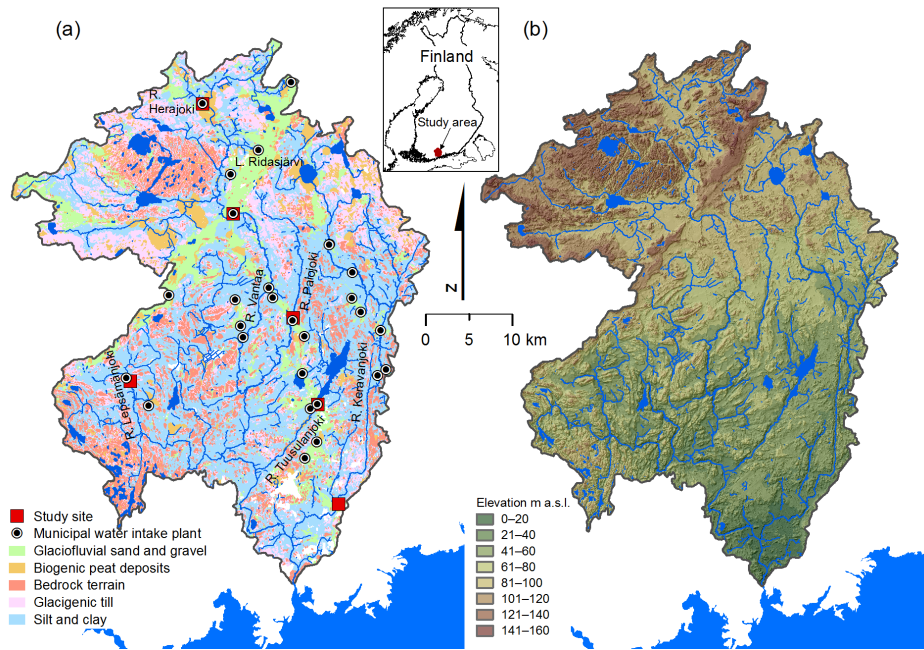 (a)
(b)
Finland
Study area
R.
Herajoki
L. Ridasjärvi
R. Vantaa
R. Palojoki
R. Keravanjoki
R. Lepsämänjoki
R. Tuusulanjoki
N
0 5 10 km
Study site
Municipal water intake plant
Glaciofluvial sand and gravel
Biogenic peat deposits
Bedrock terrain
Glacigenic till
Silt and clay
Elevation m a.s.l.
0–20
21–40
41–60
61–80
81–100
101–120
121–140
141–160